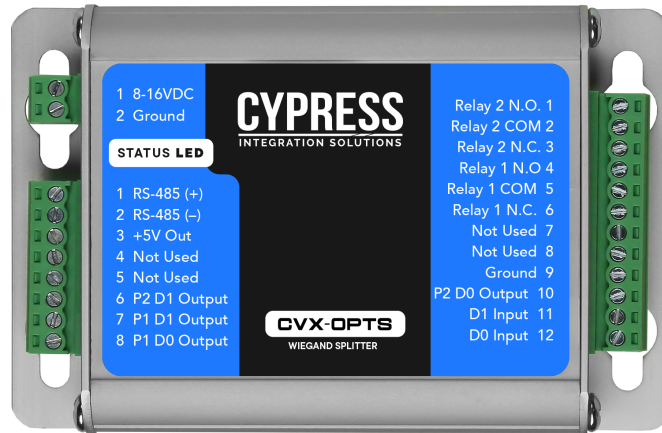 1 8-16VDC
2 Ground
STATUS LED
1 RS-485 (+)
2 RS-485 (–)
3 +5V Out
4 Not Used
5 Not Used
6 P2 D1 Output
7 P1 D1 Output
8 P1 D0 Output
CYPRESS
INTEGRATION SOLUTIONS
CVX-OPTS
WIEGAND SPLITTER
Relay 2 N.O. 1
Relay 2 COM 2
Relay 2 N.C. 3
Relay 1 N.O 4
Relay 1 COM 5
Relay 1 N.C. 6
Not Used 7
Not Used 8
Ground 9
P2 D0 Output 10
D1 Input 11
D0 Input 12